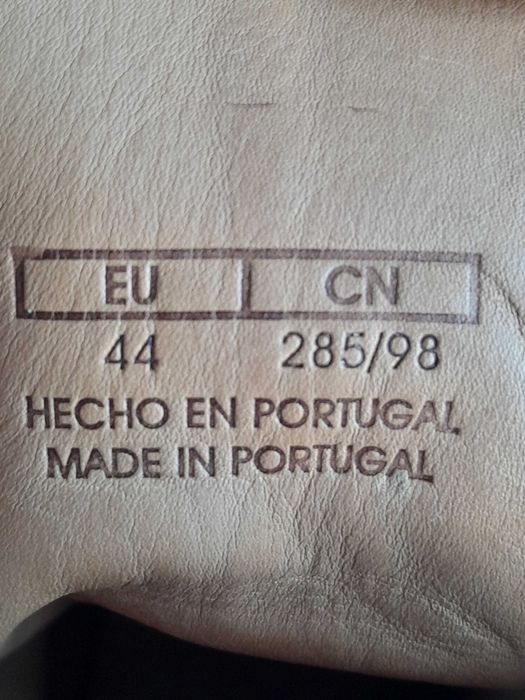 EU CN
44 285/98
HECHO EN PORTUGAL
MADE IN PORTUGAL